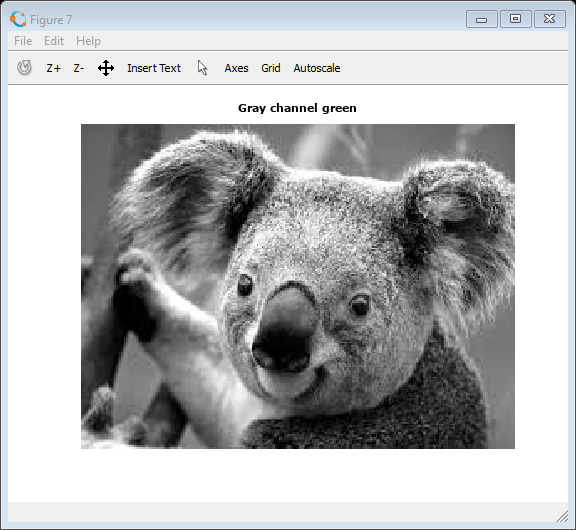 Figure 7
File Edit Help
Z+ Z- Insert Text Axes Grid Autoscale
Gray channel green